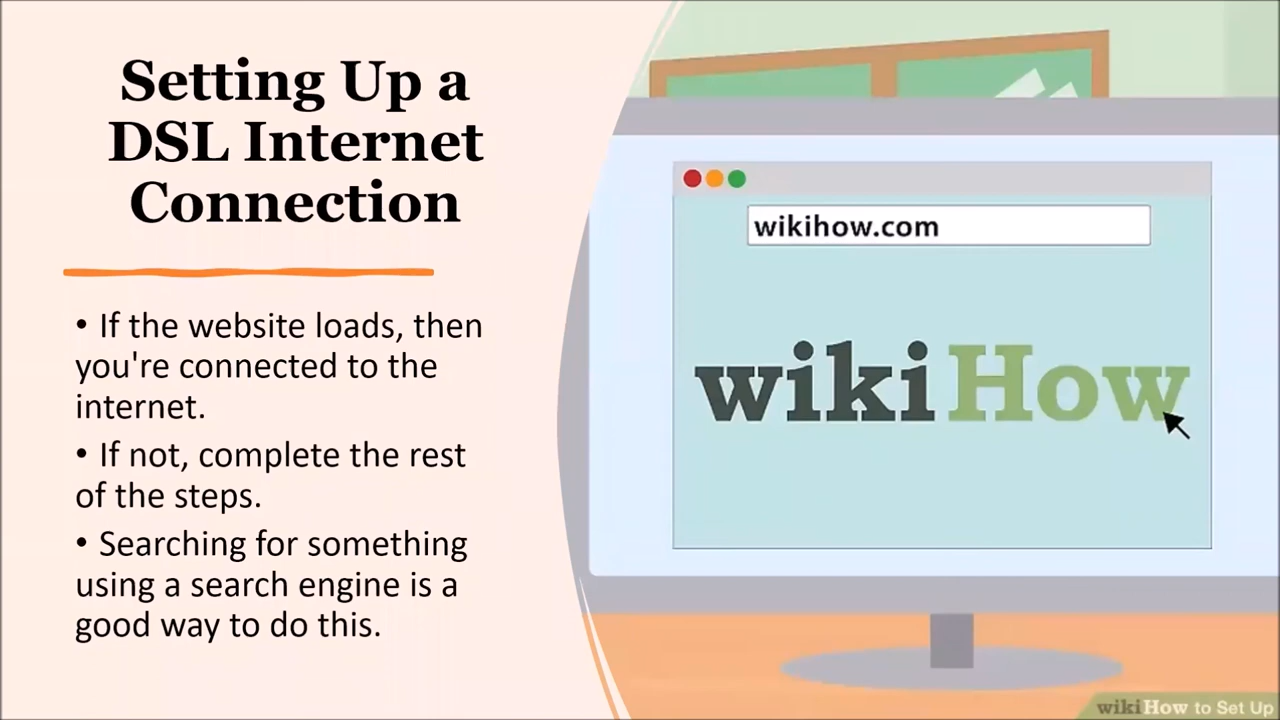 Setting Up a
DSL Internet
Connection
• If the website loads, then
you're connected to the
internet.
• If not, complete the rest
of the steps.
• Searching for something
using a search engine is a
good way to do this.
wikihow.com
wikiHow
wikiHow to Set Up